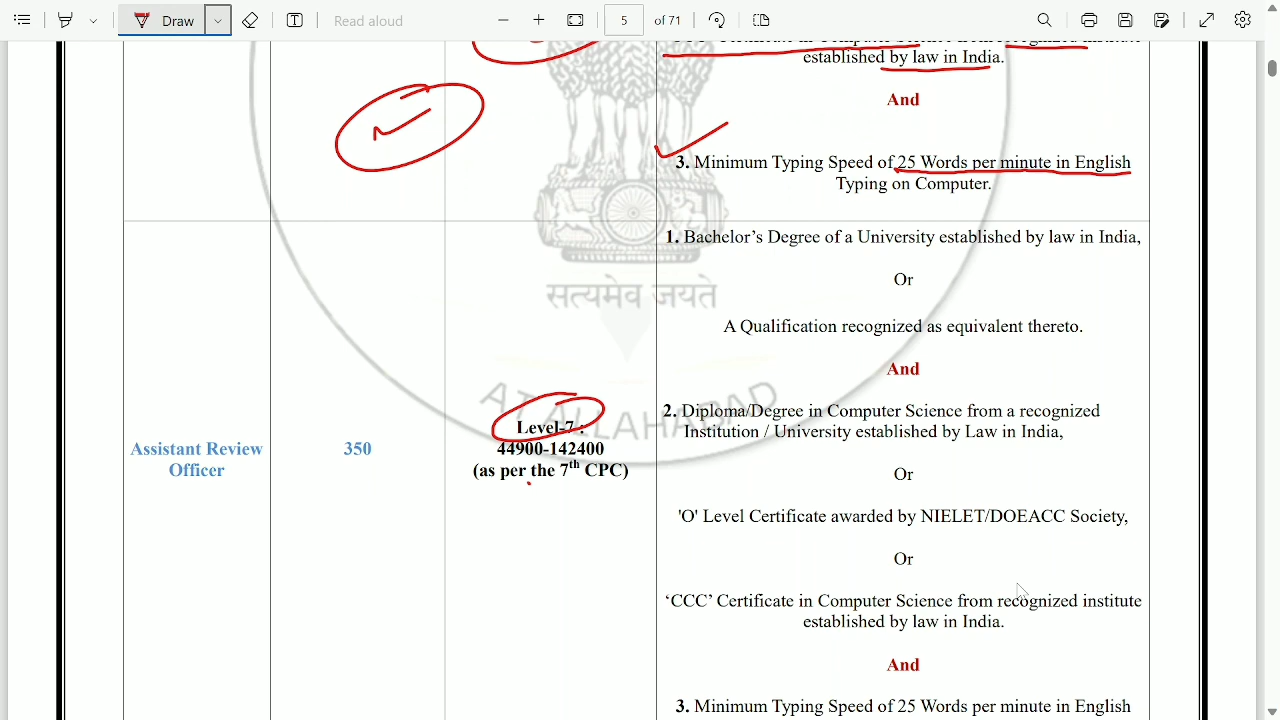 Draw
Read aloud
5
of 71
established by law in India.
And
3. Minimum Typing Speed of 25 Words per minute in English
Typing on Computer.
1. Bachelor’s Degree of a University established by law in India,
Or
A Qualification recognized as equivalent thereto.
And
2. Diploma/Degree in Computer Science from a recognized
Institution / University established by Law in India,
Or
'O' Level Certificate awarded by NIELET/DOEACC Society,
Or
‘CCC’ Certificate in Computer Science from recognized institute
established by law in India.
And
3. Minimum Typing Speed of 25 Words per minute in English
Assistant Review
Officer
350
Level-7 :
44900-142400
(as per the 7th CPC)
सत्यमेव जयते
AT ALLAHABAD